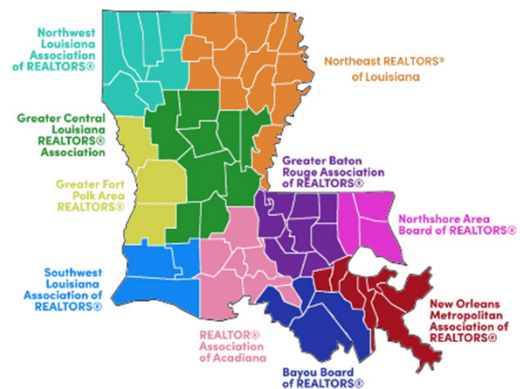 Northwest
Louisiana
Association
of REALTORS®
Northeast REALTORS®
of Louisiana
Greater Central
Louisiana
REALTORS®
Association
Greater Baton
Rouge Association
of REALTORS®
Greater Fort
Polk Area
REALTORS®
Northshore Area
Board of REALTORS®
Southwest
Louisiana
Association of
REALTORS®
New Orleans
Metropolitan
Association of
REALTORS®
REALTOR®
Association
of Acadiana
Bayou Board
of REALTORS®